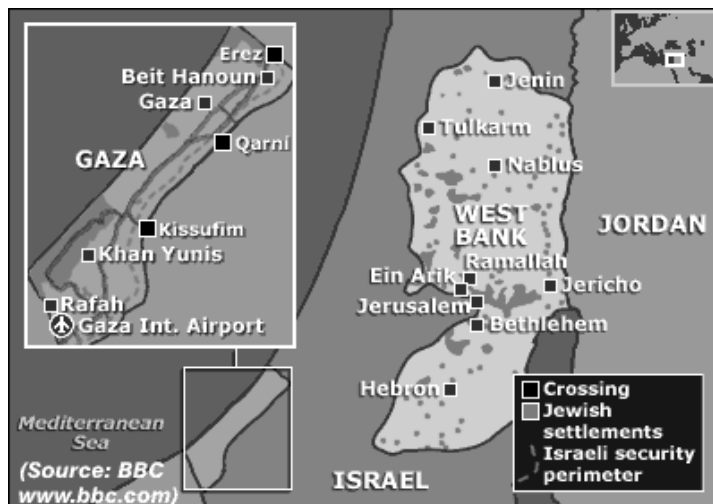 Erez
Beit Hanoun
Gaza
Qarni
GAZA
Kissufim
Khan Yunis
Rafah
Gaza Int. Airport
Mediterranean
Sea
(Source: BBC
www.bbc.com)
Jenin
Tulkarm
Nablus
WEST
BANK
JORDAN
Ramallah
Ein Arik
Jericho
Jerusalem
Bethlehem
Hebron
ISRAEL
Crossing
Jewish
settlements
Israeli security
perimeter